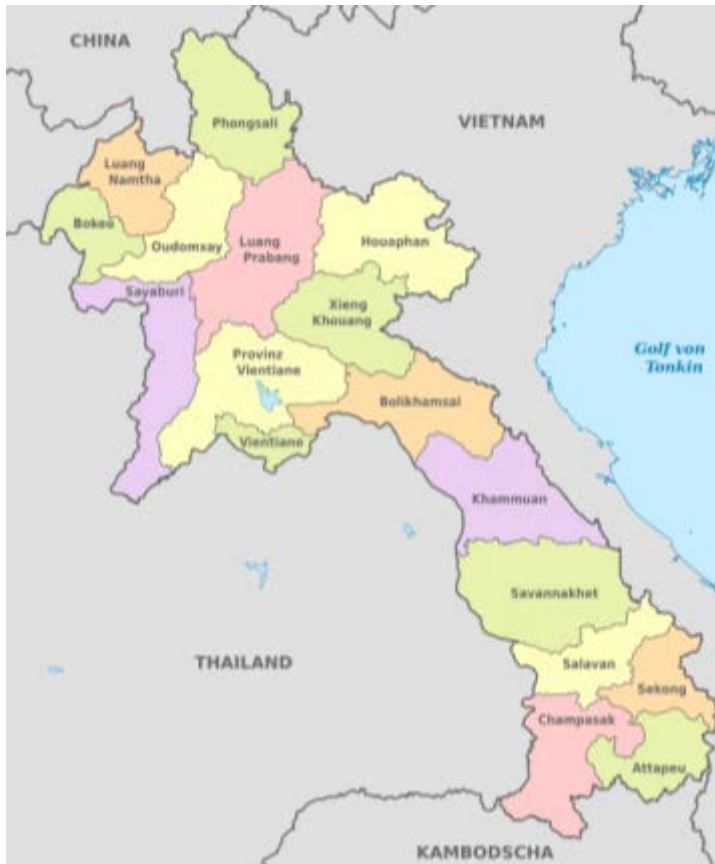 CHINA
Phongsali
VIETNAM
Luang
Namtha
Bokeo
Oudomxay
Luang
Prabang
Houaphan
Sayaburi
Xieng
Khouang
Golf von
Tonkin
Provinz
Vientiane
Bolikhamsai
Vientiane
Khammuan
Savannakhet
THAILAND
Salavan
Sekong
Champasak
Attapeu
KAMBODSCHA